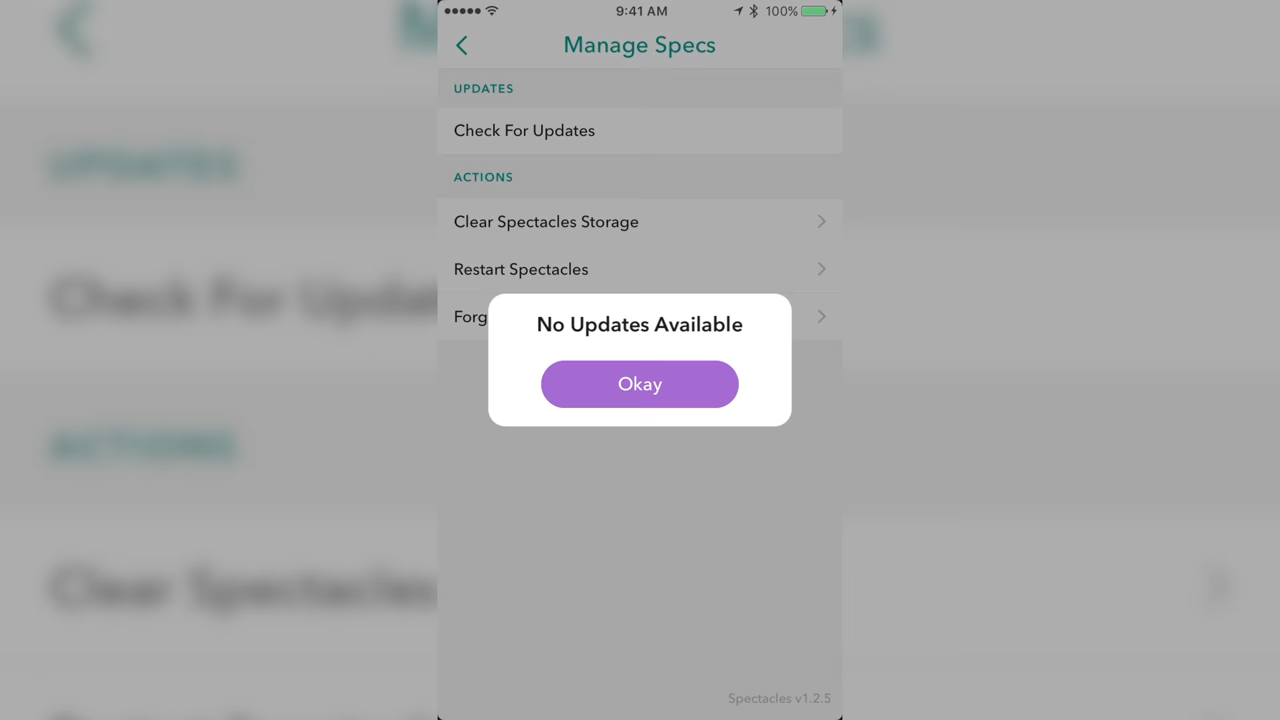 9:41 AM
100%
Manage Specs
UPDATES
Check For Updates
ACTIONS
Clear Spectacles Storage
Restart Spectacles
Forg
No Updates Available
Okay
Spectacles v1.2.5